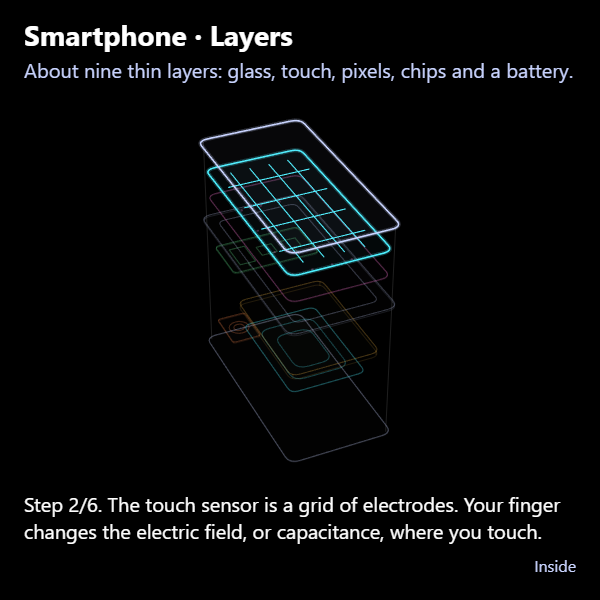 Smartphone · Layers
About nine thin layers: glass, touch, pixels, chips and a battery.
Step 2/6. The touch sensor is a grid of electrodes. Your finger
changes the electric field, or capacitance, where you touch.
Inside